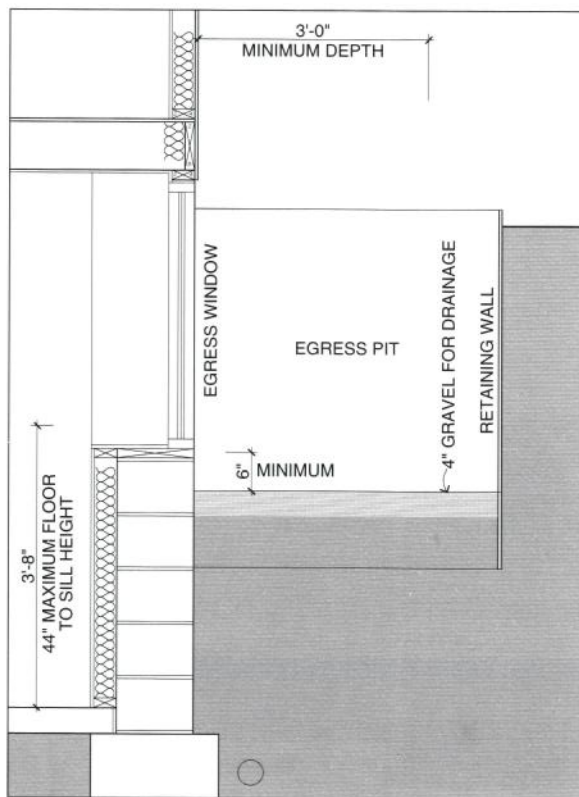 3'-0"
MINIMUM DEPTH
EGRESS WINDOW
EGRESS PIT
4" GRAVEL FOR DRAINAGE
RETAINING WALL
6" MINIMUM
3'-8"
44" MAXIMUM FLOOR
TO SILL HEIGHT